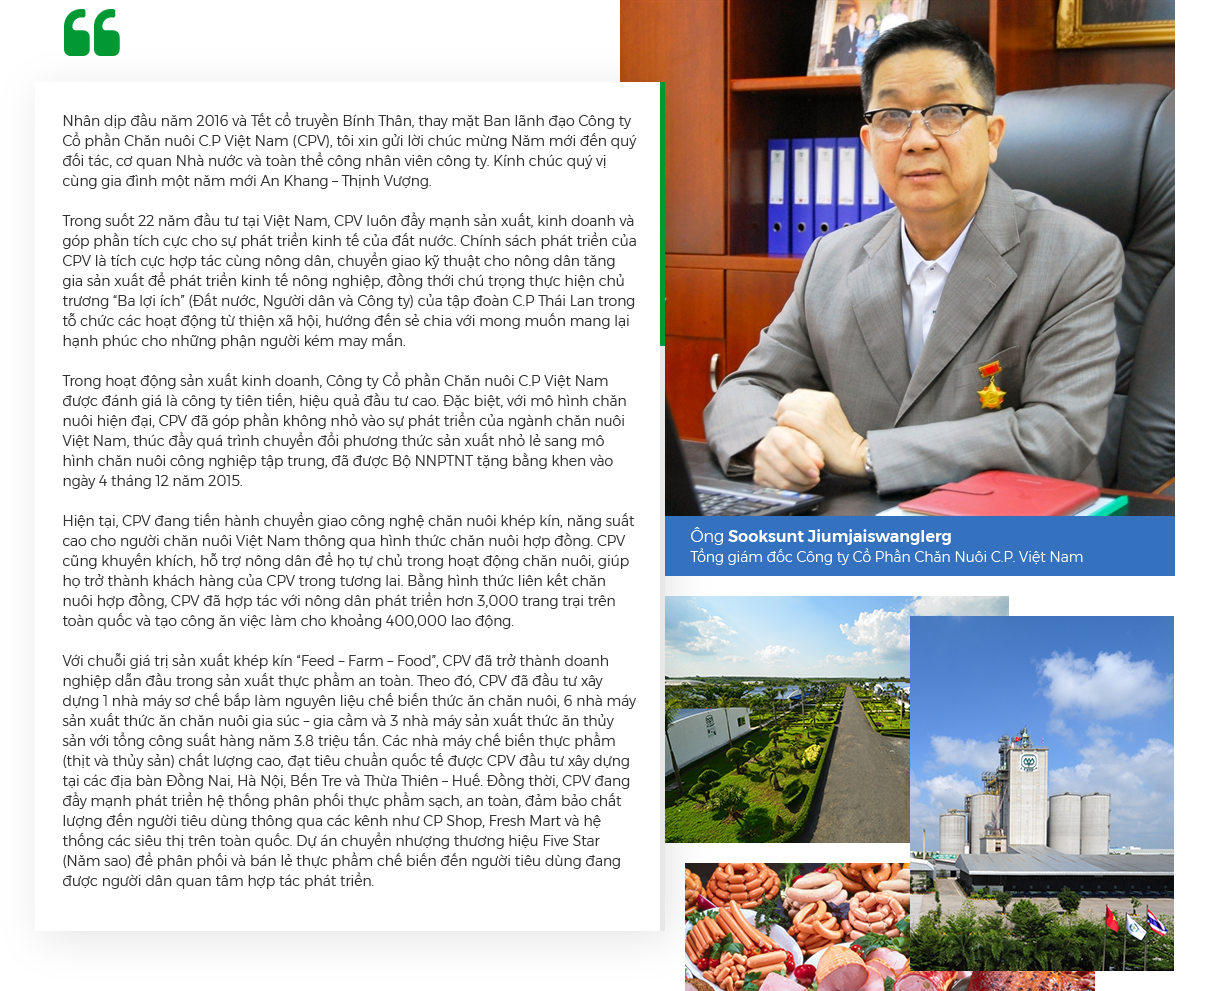 Nhân dịp đầu năm 2016 và Tết cổ truyền Bính Thân, thay mặt Ban lãnh đạo Công ty
Cổ phần Chăn nuôi C.P Việt Nam (CPV), tôi xin gửi lời chúc mừng Năm mới đến quý
đối tác, cơ quan Nhà nước và toàn thể công nhân viên công ty. Kính chúc quý vị
cùng gia đình một năm mới An Khang – Thịnh Vượng.
Trong suốt 22 năm đầu tư tại Việt Nam, CPV luôn đẩy mạnh sản xuất, kinh doanh và
góp phần tích cực cho sự phát triển kinh tế của đất nước. Chính sách phát triển của
CPV là tích cực hợp tác cùng nông dân, chuyển giao kỹ thuật cho nông dân tăng
gia sản xuất để phát triển kinh tế nông nghiệp, đồng thới chú trọng thực hiện chủ
trương “Ba lợi ích” (Đất nước, Người dân và Công ty) của tập đoàn C.P Thái Lan trong
tổ chức các hoạt động từ thiện xã hội, hướng đến sẻ chia với mong muốn mang lại
hạnh phúc cho những phận người kém may mắn.
Trong hoạt động sản xuất kinh doanh, Công ty Cổ phần Chăn nuôi C.P Việt Nam
được đánh giá là công ty tiên tiến, hiệu quả đầu tư cao. Đặc biệt, với mô hình chăn
nuôi hiện đại, CPV đã góp phần không nhỏ vào sự phát triển của ngành chăn nuôi
Việt Nam, thúc đẩy quá trình chuyển đổi phương thức sản xuất nhỏ lẻ sang mô
hình chăn nuôi công nghiệp tập trung, đã được Bộ NNPTNT tặng bằng khen vào
ngày 4 tháng 12 năm 2015.
Hiện tại, CPV đang tiến hành chuyển giao công nghệ chăn nuôi khép kín, năng suất
cao cho người chăn nuôi Việt Nam thông qua hình thức chăn nuôi hợp đồng. CPV
cũng khuyến khích, hỗ trợ nông dân để họ tự chủ trong hoạt động chăn nuôi, giúp
họ trở thành khách hàng của CPV trong tương lai. Bằng hình thức liên kết chăn
nuôi hợp đồng, CPV đã hợp tác với nông dân phát triển hơn 3,000 trang trại trên
toàn quốc và tạo công ăn việc làm cho khoảng 400,000 lao động.
Với chuỗi giá trị sản xuất khép kín “Feed – Farm – Food”, CPV đã trở thành doanh
nghiệp dẫn đầu trong sản xuất thực phẩm an toàn. Theo đó, CPV đã đầu tư xây
dựng 1 nhà máy sơ chế bắp làm nguyên liệu chế biến thức ăn chăn nuôi, 6 nhà máy
sản xuất thức ăn chăn nuôi gia súc – gia cầm và 3 nhà máy sản xuất thức ăn thủy
sản với tổng công suất hàng năm 3.8 triệu tấn. Các nhà máy chế biến thực phẩm
(thịt và thủy sản) chất lượng cao, đạt tiêu chuẩn quốc tế được CPV đầu tư xây dựng
tại các địa bàn Đồng Nai, Hà Nội, Bến Tre và Thừa Thiên – Huế. Đồng thời, CPV đang
đẩy mạnh phát triển hệ thống phân phối thực phẩm sạch, an toàn, đảm bảo chất
lượng đến người tiêu dùng thông qua các kênh như CP Shop, Fresh Mart và hệ
thống các siêu thị trên toàn quốc. Dự án chuyển nhượng thương hiệu Five Star
(Năm sao) để phân phối và bán lẻ thực phẩm chế biến đến người tiêu dùng đang
được người dân quan tâm hợp tác phát triển.
Ông Sooksunt Jiumjaiswanglerg
Tổng giám đốc Công ty Cổ Phần Chăn Nuôi C.P. Việt Nam